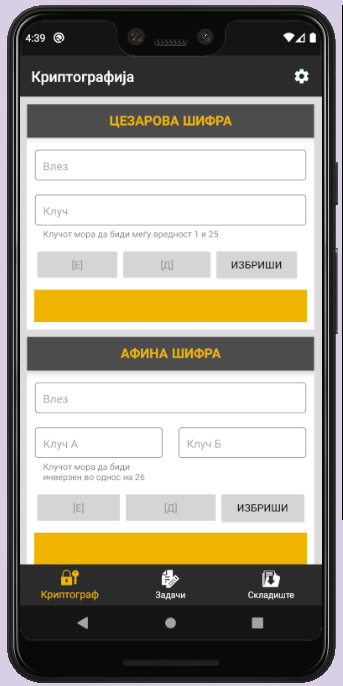 4:39
Криптографија
ЦЕЗАРОВА ШИФРА
Влез
Клуч
Клучот мора да биди меѓу вредност 1 и 25
[Е] [Д] ИЗБРИШИ
АФИНА ШИФРА
Влез
Клуч А Клуч Б
Клучот мора да биди
инверзен во однос на 26
[Е] [Д] ИЗБРИШИ
Криптограф Задачи Складиште